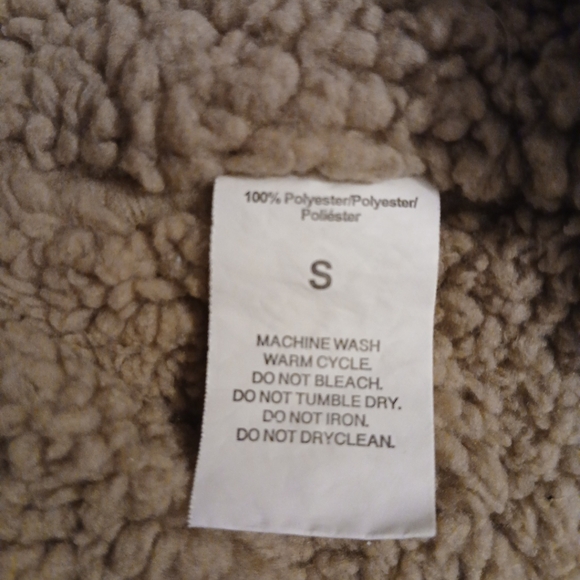 100% Polyester/Polyester/
Poliéster
S
MACHINE WASH
WARM CYCLE.
DO NOT BLEACH.
DO NOT TUMBLE DRY.
DO NOT IRON.
DO NOT DRYCLEAN.